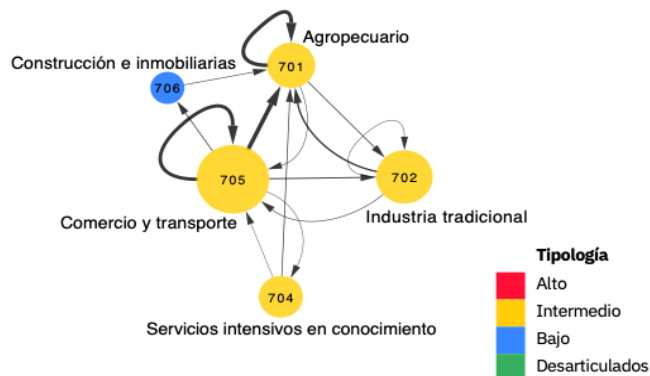 Agropecuario
701
Construcción e inmobiliarias
706
705
702
Comercio y transporte
Industria tradicional
704
Servicios intensivos en conocimiento
Tipología
Alto
Intermedio
Bajo
Desarticulados